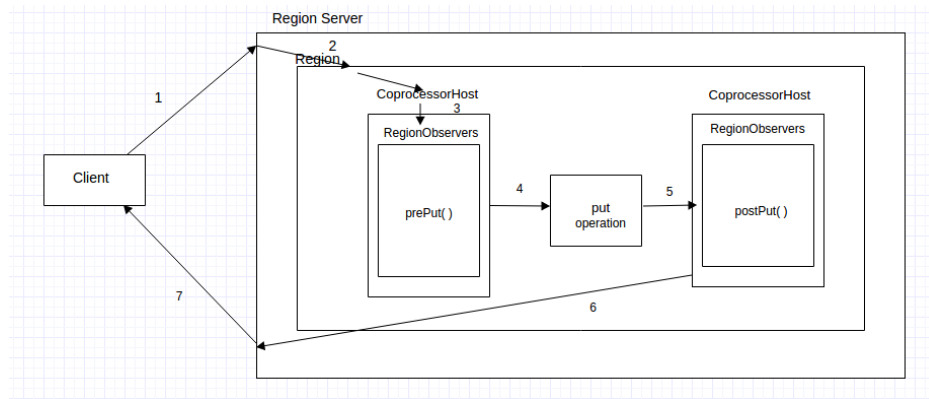 Region Server
2
Region
1
CoprocessorHost
CoprocessorHost
3
RegionObservers
RegionObservers
Client
4
5
prePut( )
put
operation
postPut( )
7
6